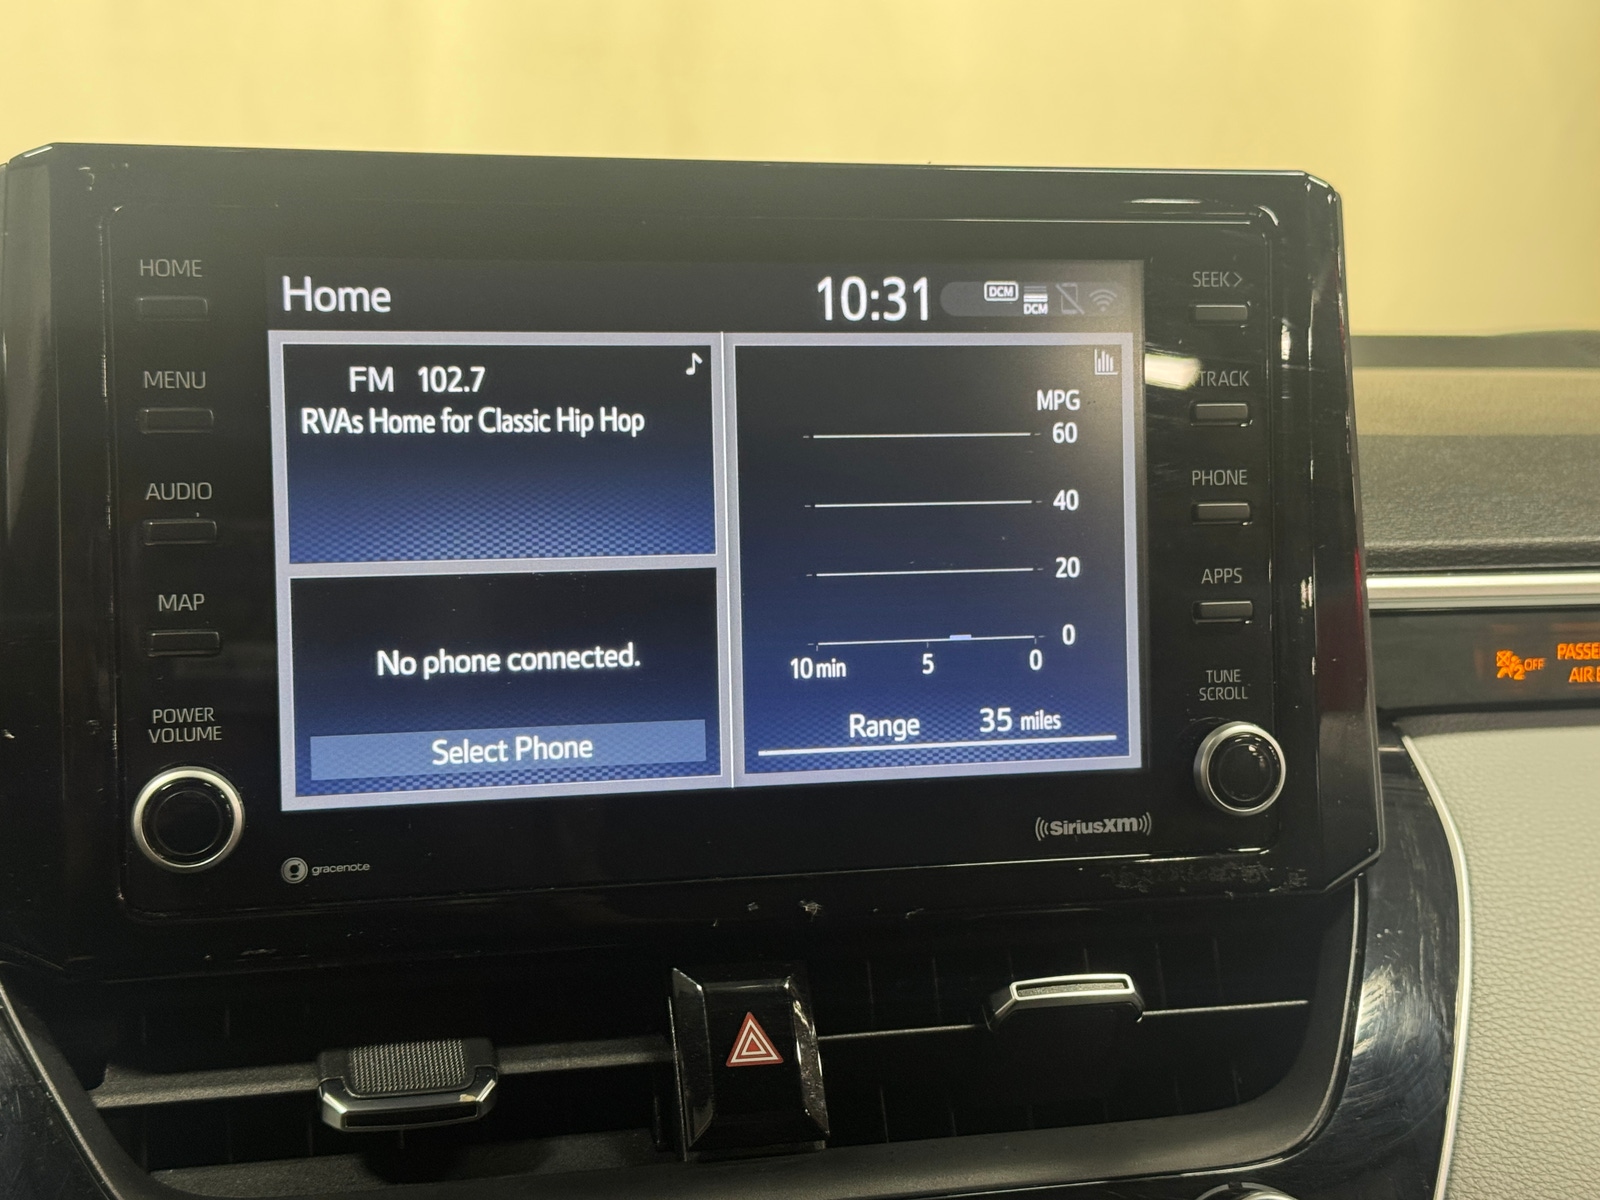 HOME
MENU
AUDIO
MAP
POWER
VOLUME
Home
10:31
DCM
DCM
FM 102.7
RVAs Home for Classic Hip Hop
No phone connected.
Select Phone
MPG
60
40
20
0
10 min 5 0
Range 35 miles
SEEK>
TRACK
PHONE
APPS
TUNE
SCROLL
gracenote
((SiriusXM))
2 OFF